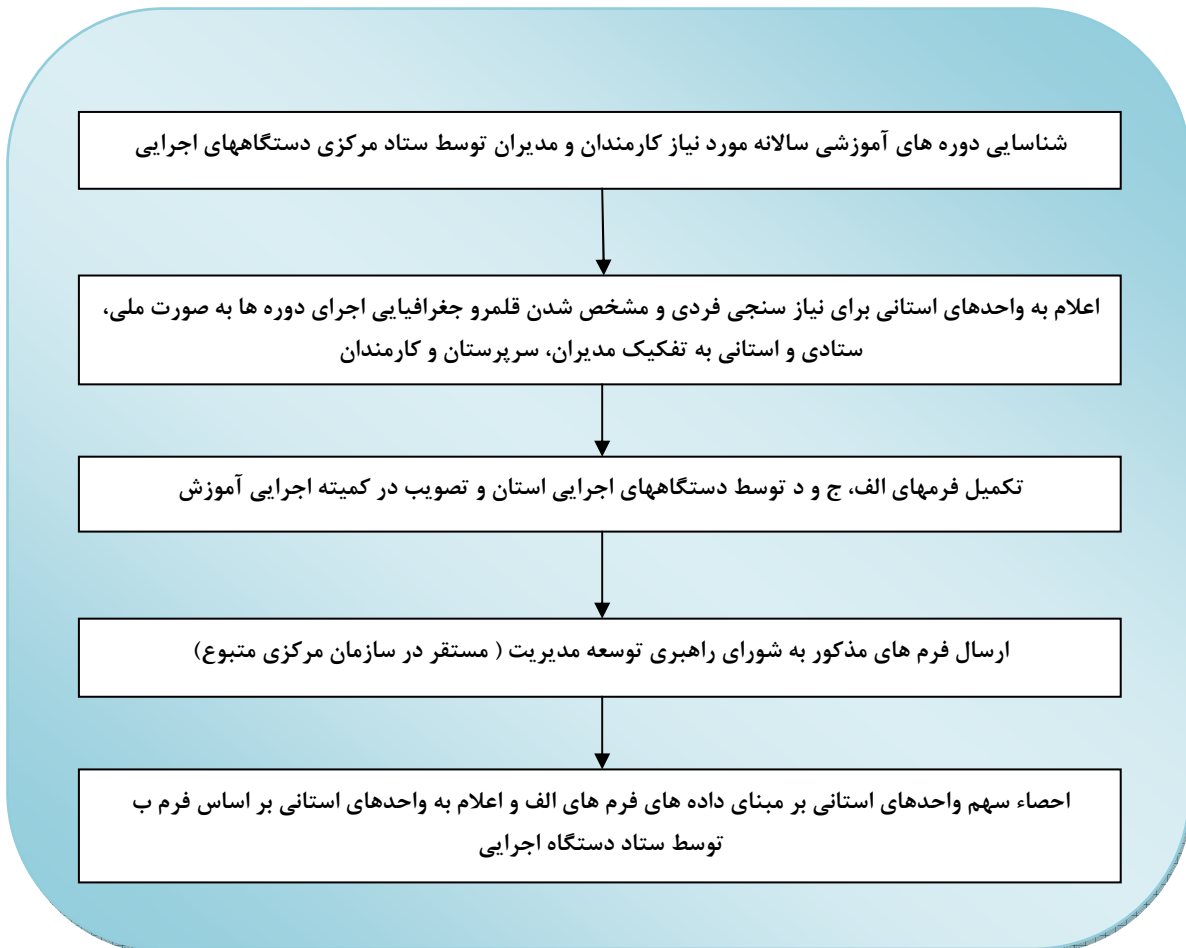 شناسایی دوره های آموزشی سالانه مورد نیاز کارمندان و مدیران توسط ستاد مرکزی دستگاههای اجرایی
اعلام به واحدهای استانی برای نیاز سنجی فردی و مشخص شدن قلمرو جغرافیایی اجرای دوره ها به صورت ملی،
ستادی و استانی به تفکیک مدیران، سرپرستان و کارمندان
تکمیل فرمهای الف، ج و د توسط دستگاههای اجرایی استان و تصویب در کمیته اجرایی آموزش
ارسال فرم های مذکور به شورای راهبری توسعه مدیریت ( مستقر در سازمان مرکزی متبوع)
احصاء سهم واحدهای استانی بر مبنای داده های فرم های الف و اعلام به واحدهای استانی بر اساس فرم ب
توسط ستاد دستگاه اجرایی